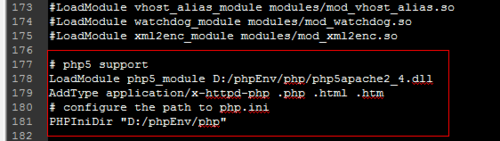 173 #LoadModule vhost_alias_module modules/mod_vhost_alias.so
174 #LoadModule watchdog_module modules/mod_watchdog.so
175 #LoadModule xml2enc_module modules/mod_xml2enc.so
176
177 # php5 support
178 LoadModule php5_module D:/phpEnv/php/php5apache2_4.dll
179 AddType application/x-httpd-php .php .html .htm
180 # configure the path to php.ini
181 PHPIniDir "D:/phpEnv/php"
182